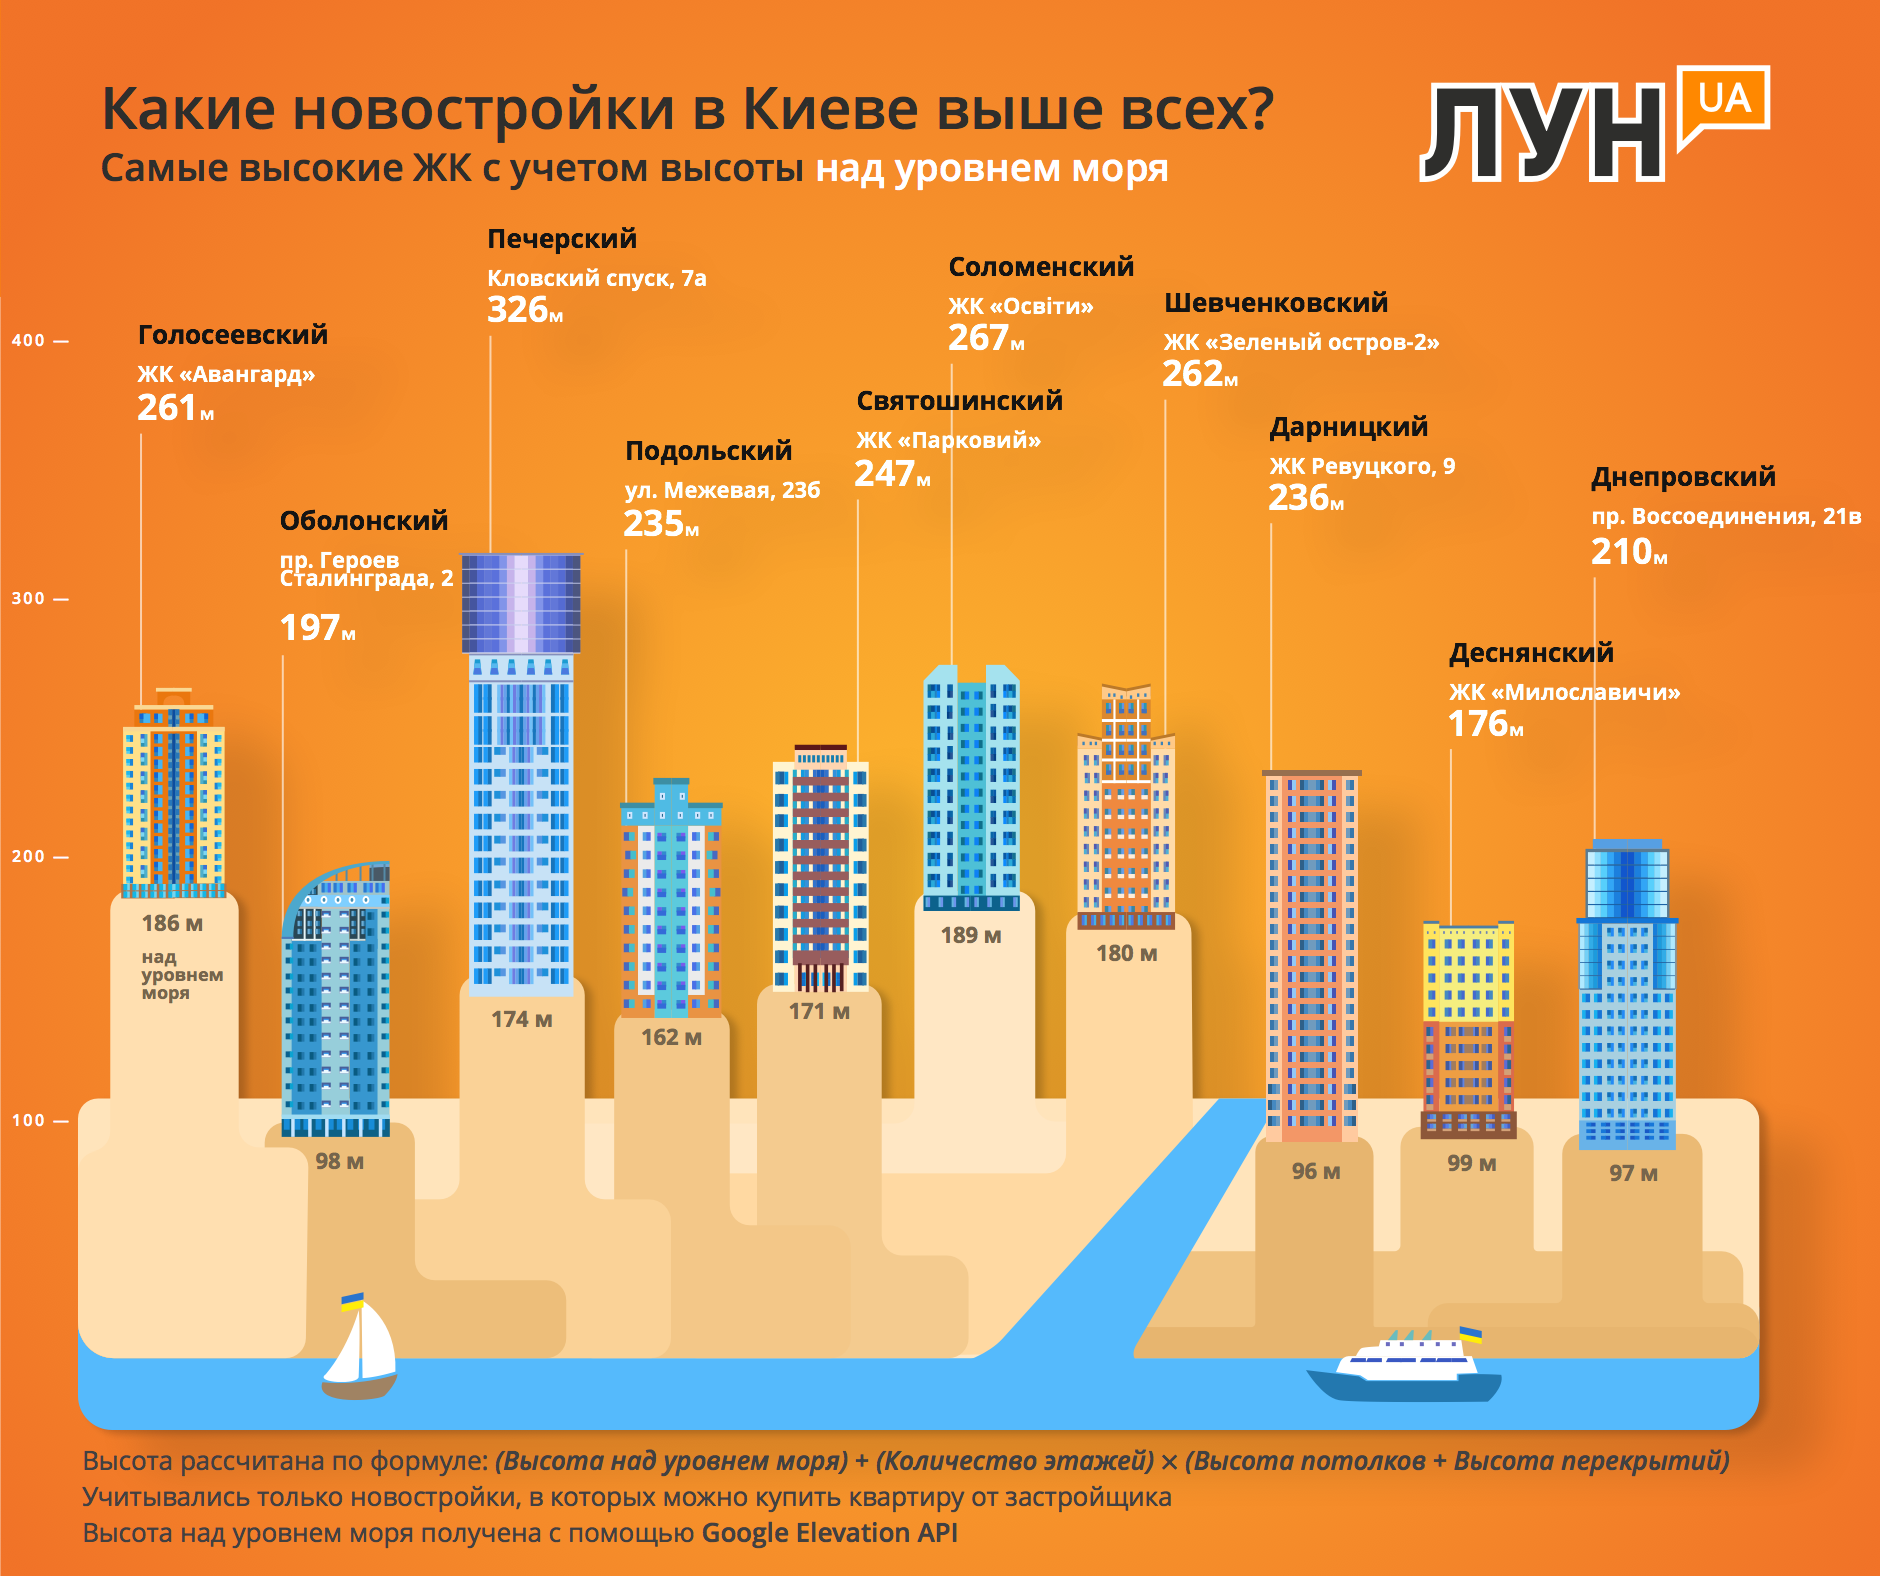 Какие новостройки в Киеве выше всех?
Самые высокие ЖК с учетом высоты над уровнем моря
ЛУН
UA
Печерский
Кловский спуск, 7а
326м
Соломенский
ЖК «Освіти»
267м
Шевченковский
ЖК «Зеленый остров-2»
262м
Голосеевский
ЖК «Авангард»
261м
Святошинский
ЖК «Парковий»
247м
Дарницкий
ЖК Ревуцкого, 9
236м
Подольский
ул. Межевая, 23б
235м
Днепровский
пр. Воссоединения, 21в
210м
Оболонский
пр. Героев
Сталинграда, 2
197м
Деснянский
ЖК «Милославичи»
176м
400
300
200
100
186 м
над
уровнем
моря
98 м
174 м
162 м
171 м
189 м
180 м
96 м
99 м
97 м
Высота рассчитана по формуле: (Высота над уровнем моря) + (Количество этажей) × (Высота потолков + Высота перекрытий)
Учитывались только новостройки, в которых можно купить квартиру от застройщика
Высота над уровнем моря получена с помощью Google Elevation API